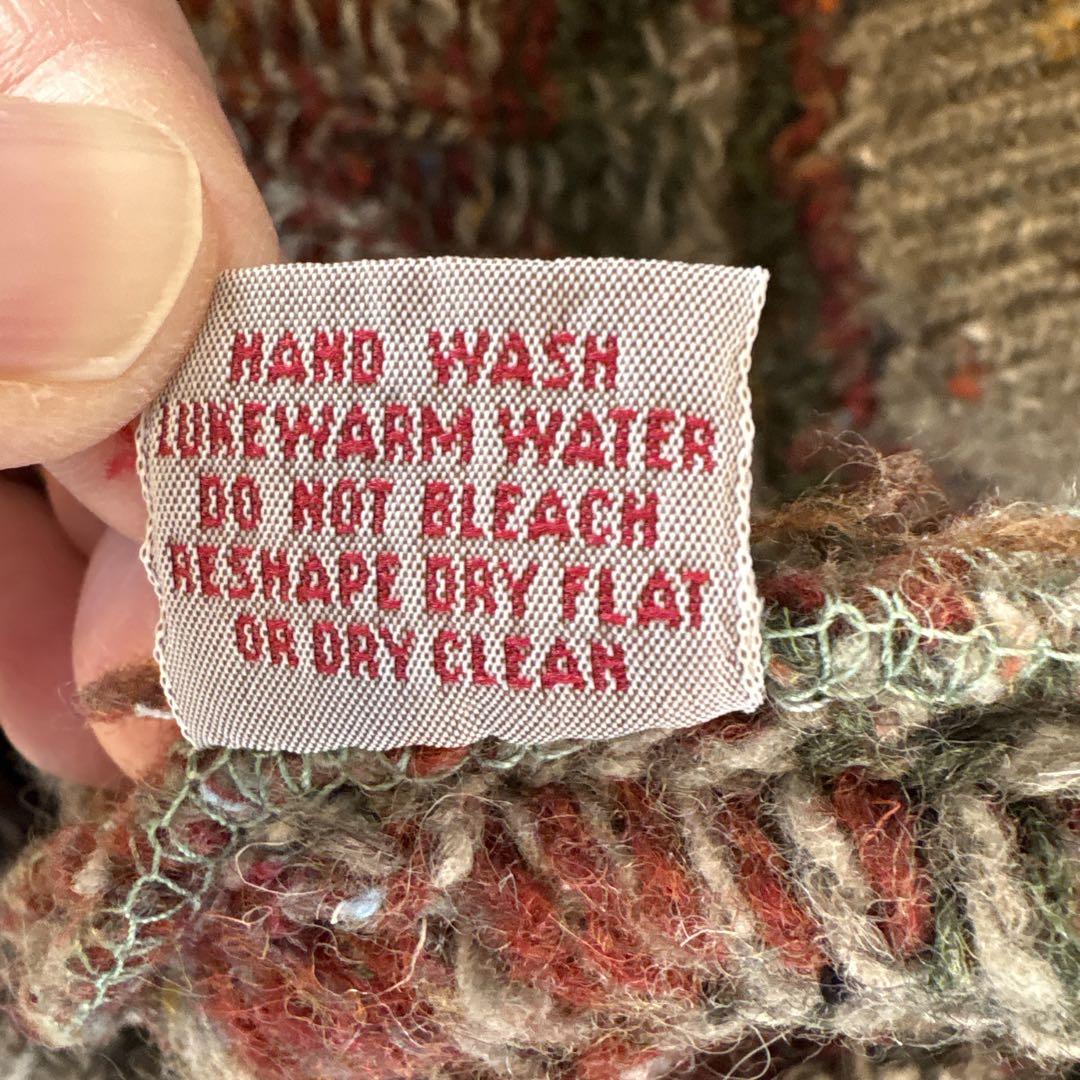 HAND WASH
LUKEWARM WATER
DO NOT BLEACH
RESHAPE DRY FLAT
OR DRY CLEAN